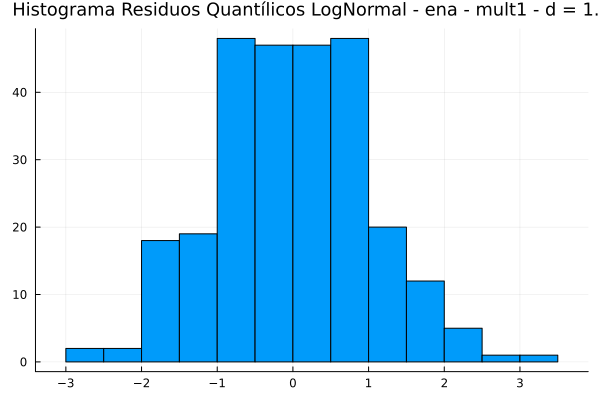 Histograma Residuos Quantílicos LogNormal - ena - mult1 - d = 1.
40
30
20
10
0
−3 −2 −1 0 1 2 3